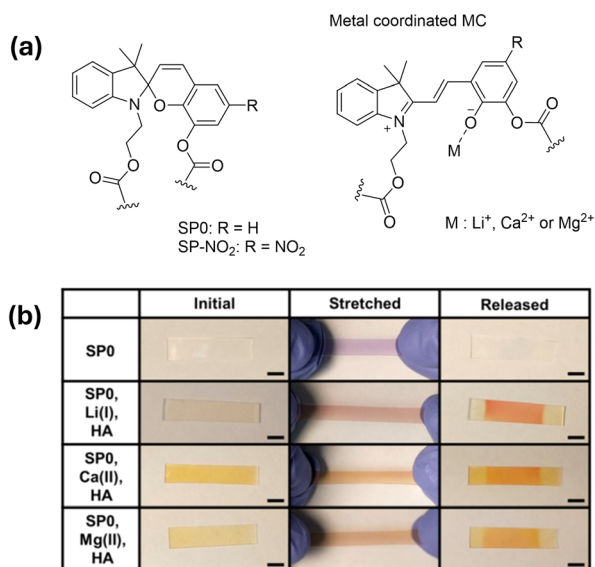 (a)
Metal coordinated MC
R
N
O
R
O
O
O
O
SP0: R = H
SP-NO₂: R = NO₂
R
N
+
O
−
M
O
O
O
O
M : Li⁺, Ca²⁺ or Mg²⁺
(b)
Initial
Stretched
Released
SP0
SP0,
Li(I),
HA
SP0,
Ca(II),
HA
SP0,
Mg(II),
HA